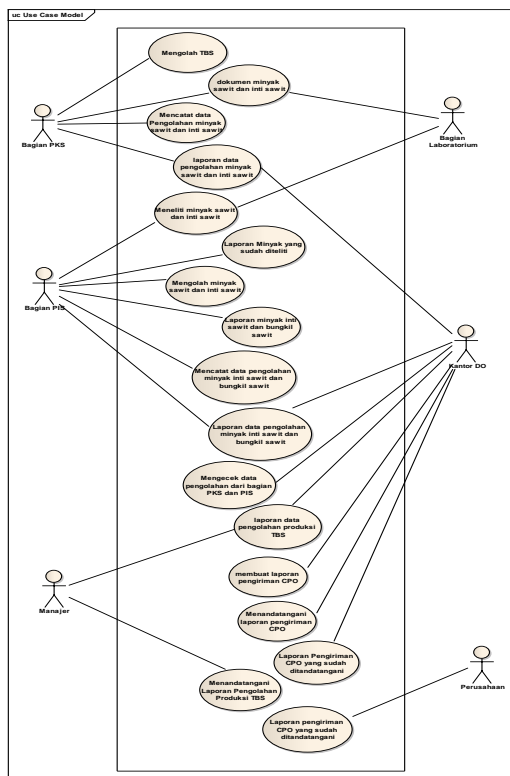 uc Use Case Model
Mengolah TBS
dokumen minyak
sawit dan inti sawit
Bagian PKS
Mencatat data
Pengolahan minyak
sawit dan inti sawit
Bagian
Laboratorium
laporan data
pengolahan minyak
sawit dan inti sawit
Meneliti minyak sawit
dan inti sawit
Laporan Minyak yang
sudah diteliti
Bagian PIS
Mengolah minyak
sawit dan inti sawit
Laporan minyak inti
sawit dan bungkil
sawit
Kantor DO
Mencatat data pengolahan
minyak inti sawit dan
bungkil sawit
Laporan data pengolahan
minyak inti sawit dan
bungkil sawit
Mengecek data
pengolahan dari bagian
PKS dan PIS
laporan data
pengolahan produksi
TBS
membuat laporan
pengiriman CPO
Manajer
Menandatangani
laporan pengiriman
CPO
Laporan Pengiriman
CPO yang sudah
ditandatangani
Menandatangani
Laporan Pengolahan
Produksi TBS
Perusahaan
Laporan pengiriman
CPO yang sudah
ditandatangani